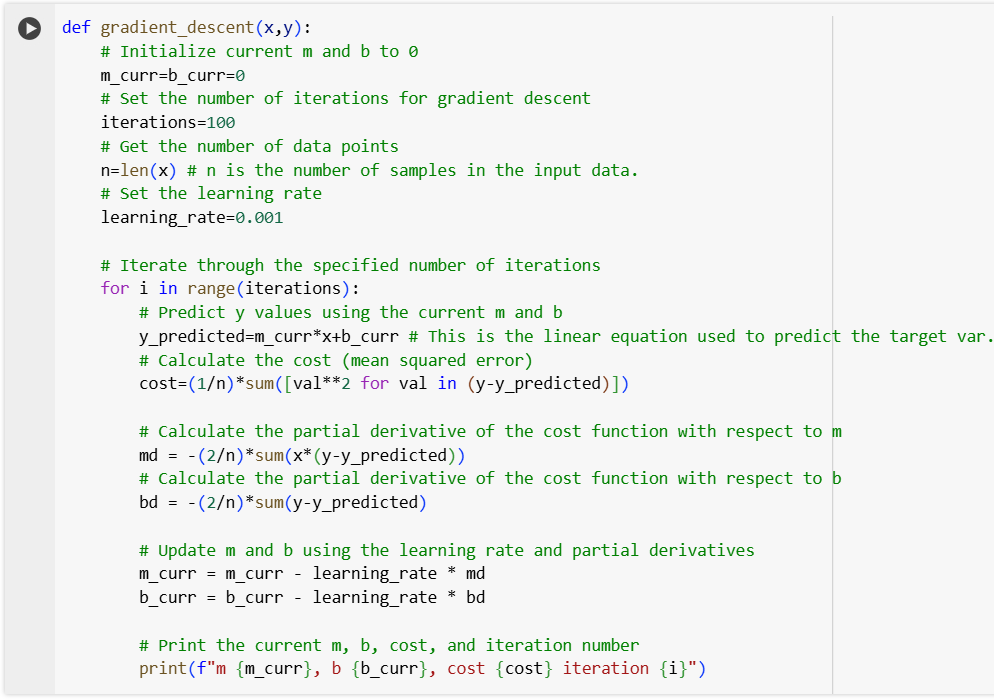 def gradient_descent(x,y):
    # Initialize current m and b to 0
    m_curr=b_curr=0
    # Set the number of iterations for gradient descent
    iterations=100
    # Get the number of data points
    n=len(x) # n is the number of samples in the input data.
    # Set the learning rate
    learning_rate=0.001

    # Iterate through the specified number of iterations
    for i in range(iterations):
        # Predict y values using the current m and b
        y_predicted=m_curr*x+b_curr # This is the linear equation used to predict the target var.
        # Calculate the cost (mean squared error)
        cost=(1/n)*sum([val**2 for val in (y-y_predicted)])

        # Calculate the partial derivative of the cost function with respect to m
        md = -(2/n)*sum(x*(y-y_predicted))
        # Calculate the partial derivative of the cost function with respect to b
        bd = -(2/n)*sum(y-y_predicted)

        # Update m and b using the learning rate and partial derivatives
        m_curr = m_curr - learning_rate * md
        b_curr = b_curr - learning_rate * bd

        # Print the current m, b, cost, and iteration number
        print(f"m {m_curr}, b {b_curr}, cost {cost} iteration {i}")